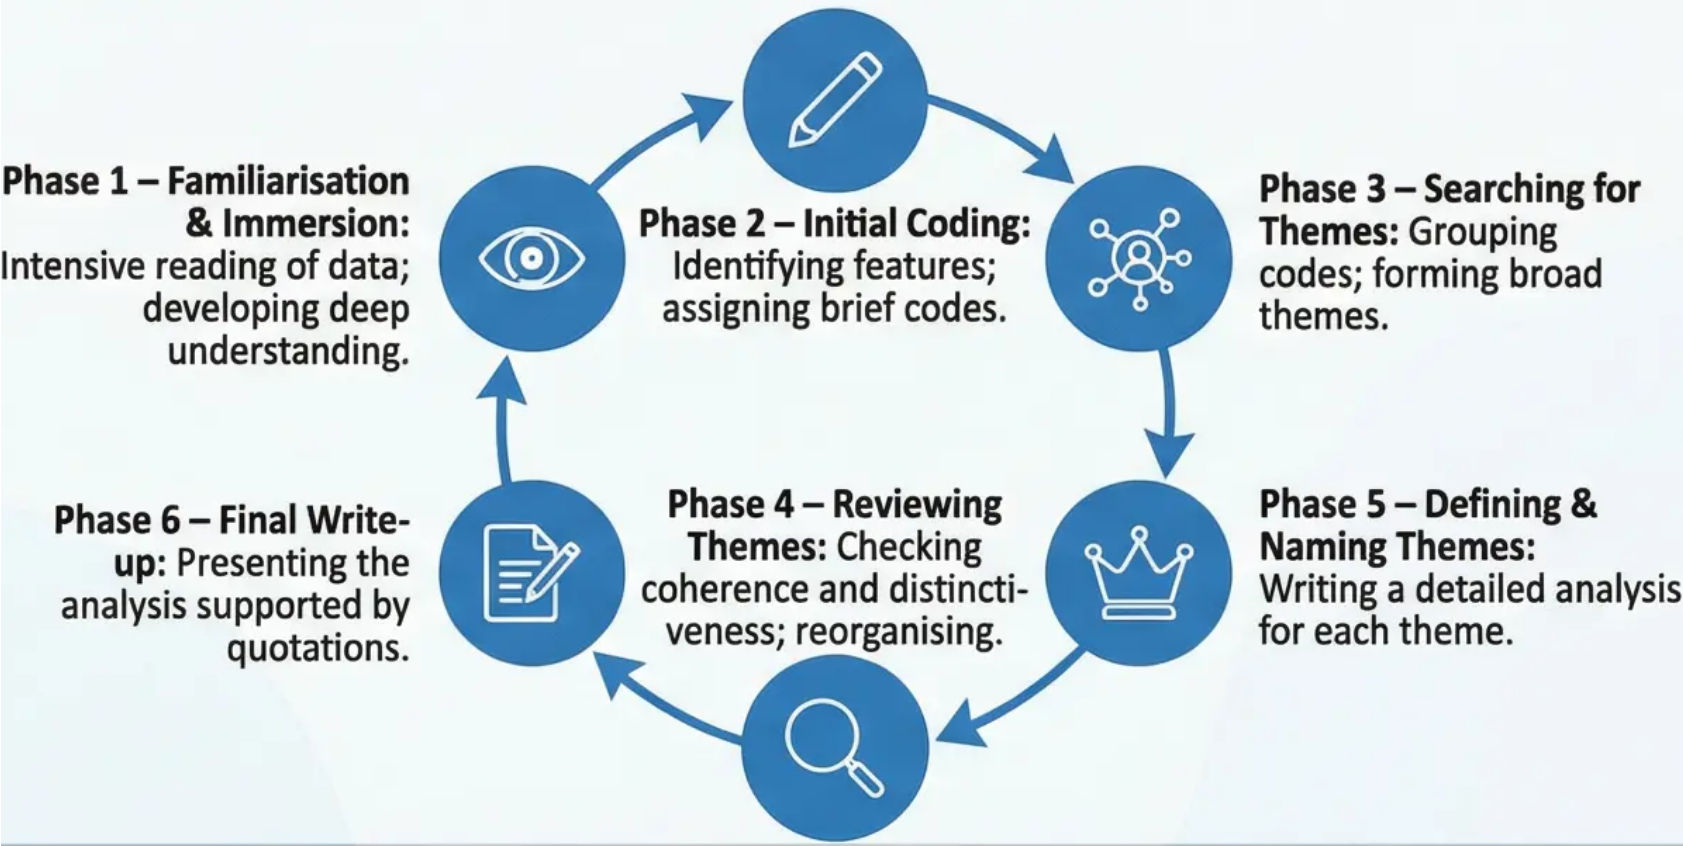 Phase 1 – Familiarisation
& Immersion:
Intensive reading of data;
developing deep
understanding.
Phase 2 – Initial Coding:
Identifying features;
assigning brief codes.
Phase 3 – Searching for
Themes: Grouping
codes; forming broad
themes.
Phase 6 – Final Write-
up: Presenting the
analysis supported by
quotations.
Phase 4 – Reviewing
Themes: Checking
coherence and distincti-
veness; reorganising.
Phase 5 – Defining &
Naming Themes:
Writing a detailed analysis
for each theme.